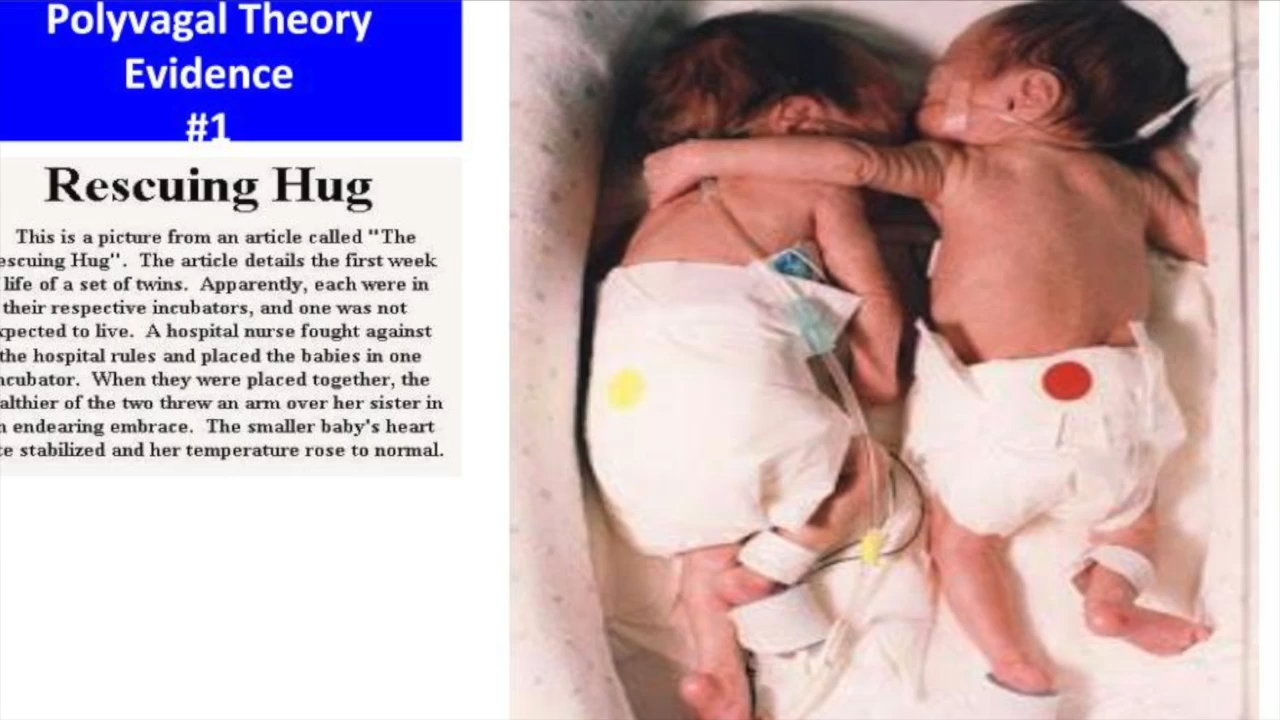 Polyvagal Theory
Evidence
#1
Rescuing Hug
This is a picture from an article called "The
escuing Hug". The article details the first week
life of a set of twins. Apparently, each were in
their respective incubators, and one was not
xpected to live. A hospital nurse fought against
the hospital rules and placed the babies in one
ncubator. When they were placed together, the
althier of the two threw an arm over her sister in
n endearing embrace. The smaller baby's heart
te stabilized and her temperature rose to normal.